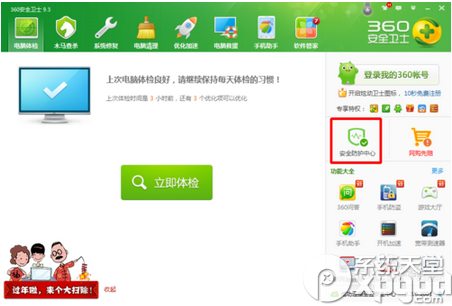 360安全卫士 9.3
电脑体检 木马查杀 系统修复 电脑清理 优化加速 电脑救援 手机助手 软件管家
360
安全卫士
上次电脑体检良好，请继续保持每天体检的习惯！
上次体检时间是 3 小时前，还有 3 个优化项可以优化
立即体检
登录我的360帐号
开启炫动卫士图标，10秒免费注册
专享特权：
安全防护中心 网购先赔
功能大全 更多
360问答 手机防盗 游戏大厅
手机助手 开机加速 宽带测速器
过年啦，来个大扫除！
收起
系统天堂